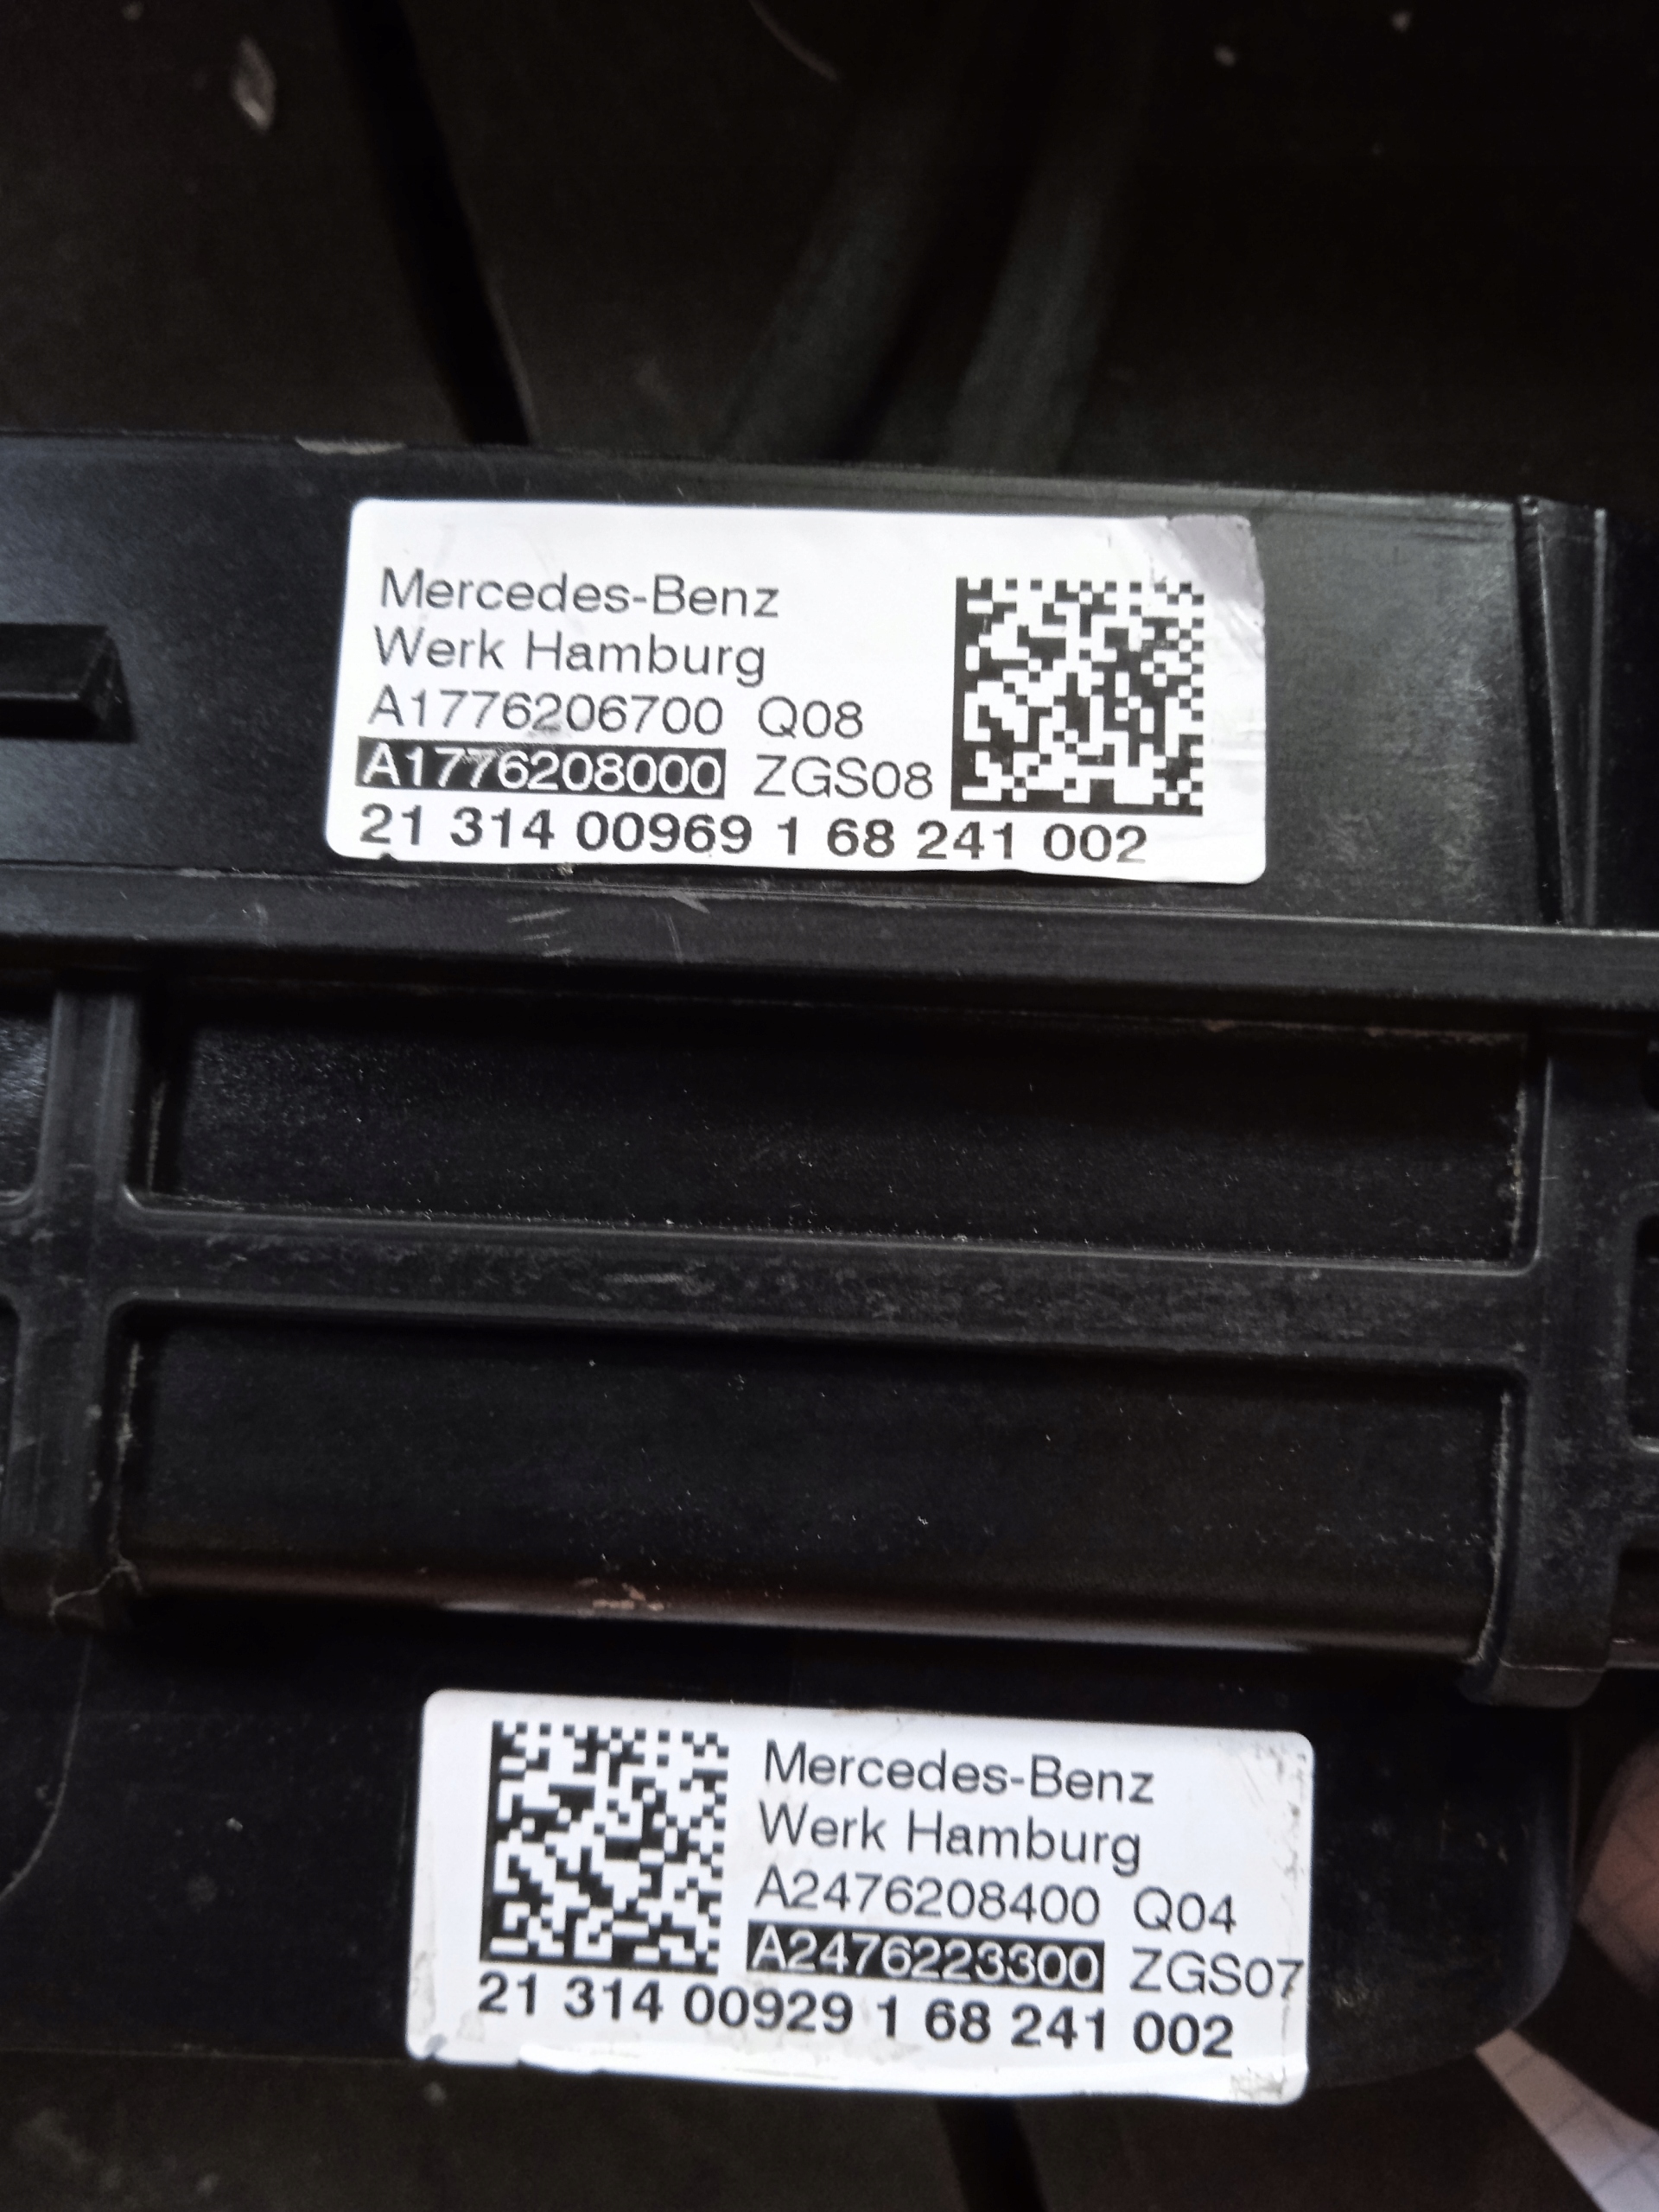 Mercedes-Benz
Werk Hamburg
A1776206700 Q08
A1776208000 ZGS08
21 314 00969 1 68 241 002
Mercedes-Benz
Werk Hamburg
A2476208400 Q04
A2476223300 ZGS07
21 314 00929 1 68 241 002